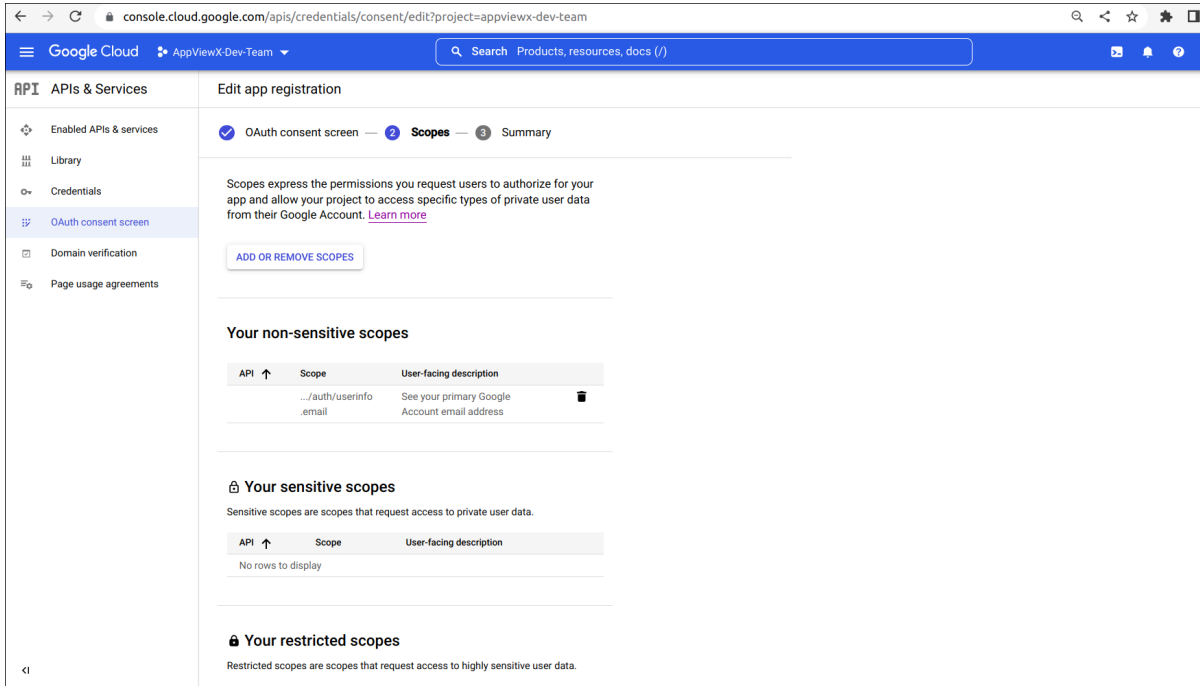 console.cloud.google.com/apis/credentials/consent/edit?project=appviewx-dev-team
Google Cloud
AppViewX-Dev-Team
Search Products, resources, docs (/)
API APIs & Services
Edit app registration
Enabled APIs & services
Library
Credentials
OAuth consent screen
Domain verification
Page usage agreements
OAuth consent screen — 2 Scopes — 3 Summary
Scopes express the permissions you request users to authorize for your
app and allow your project to access specific types of private user data
from their Google Account. Learn more
ADD OR REMOVE SCOPES
Your non-sensitive scopes
API Scope User-facing description
.../auth/userinfo See your primary Google
.email Account email address
Your sensitive scopes
Sensitive scopes are scopes that request access to private user data.
API Scope User-facing description
No rows to display
Your restricted scopes
Restricted scopes are scopes that request access to highly sensitive user data.